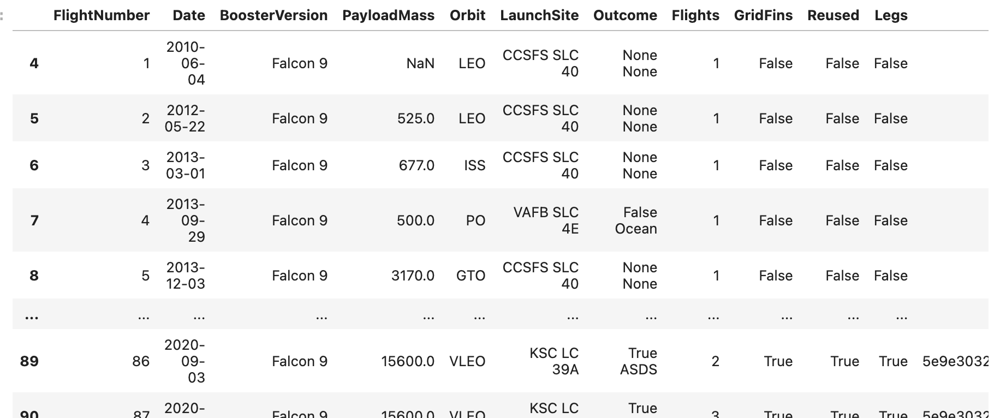 : FlightNumber Date BoosterVersion PayloadMass Orbit LaunchSite Outcome Flights GridFins Reused Legs
4 1 2010-06-04 Falcon 9 NaN LEO CCSFS SLC 40 None None 1 False False False
5 2 2012-05-22 Falcon 9 525.0 LEO CCSFS SLC 40 None None 1 False False False
6 3 2013-03-01 Falcon 9 677.0 ISS CCSFS SLC 40 None None 1 False False False
7 4 2013-09-29 Falcon 9 500.0 PO VAFB SLC 4E False Ocean 1 False False False
8 5 2013-12-03 Falcon 9 3170.0 GTO CCSFS SLC 40 None None 1 False False False
... ... ... ... ... ... ... ... ... ... ... ...
89 86 2020-09-03 Falcon 9 15600.0 VLEO KSC LC 39A True ASDS 2 True True True 5e9e3032
90 87 2020- Falcon 9 15600.0 VLEO KSC LC True 3 True True True 5e9e3032